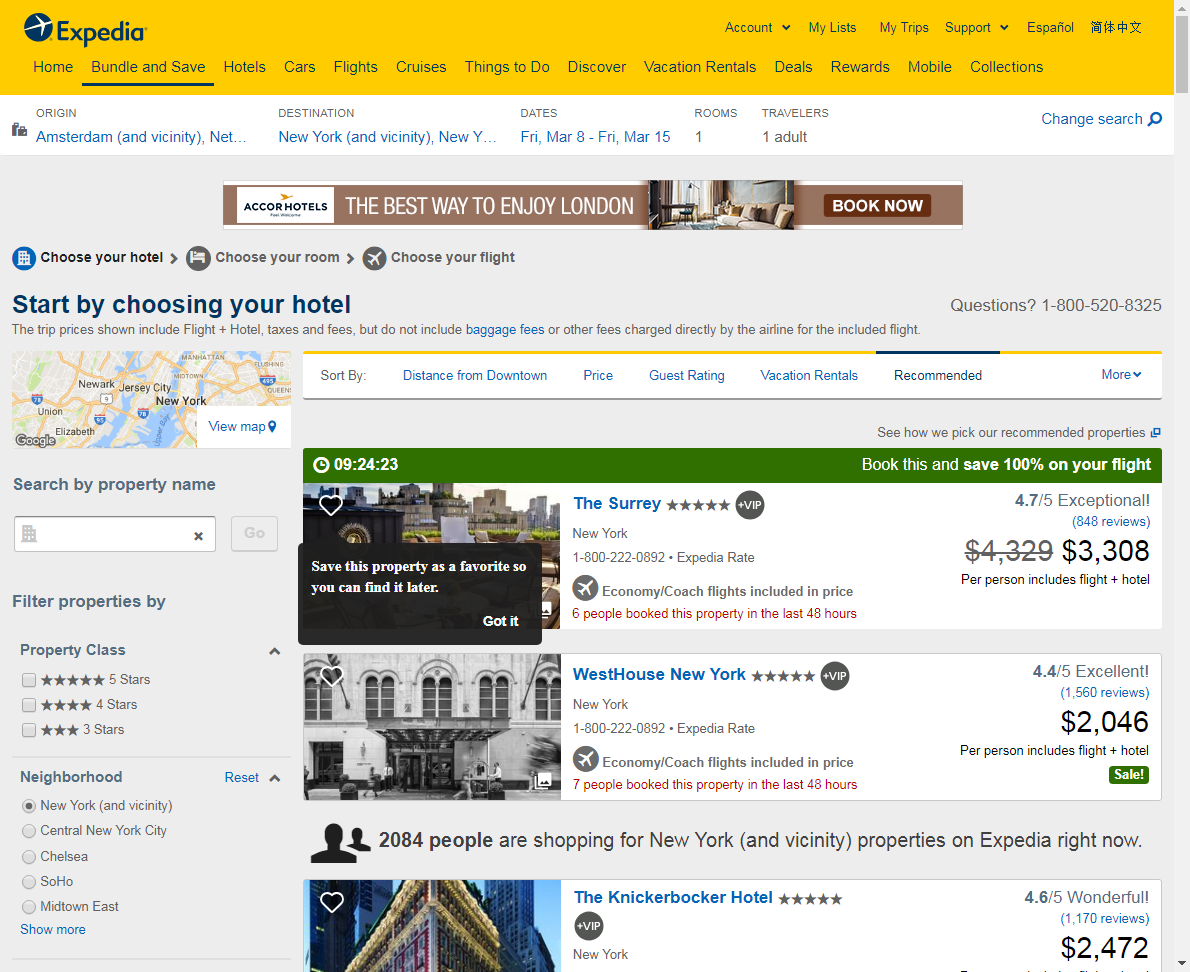 Expedia
Account
My Lists
My Trips
Support
Español
简体中文
Home
Bundle and Save
Hotels
Cars
Flights
Cruises
Things to Do
Discover
Vacation Rentals
Deals
Rewards
Mobile
Collections
ORIGIN
Amsterdam (and vicinity), Net...
DESTINATION
New York (and vicinity), New Y...
DATES
Fri, Mar 8 - Fri, Mar 15
ROOMS
1
TRAVELERS
1 adult
Change search
ACCOR HOTELS
Feel Welcome
THE BEST WAY TO ENJOY LONDON
BOOK NOW
Choose your hotel
Choose your room
Choose your flight
Start by choosing your hotel
Questions? 1-800-520-8325
The trip prices shown include Flight + Hotel, taxes and fees, but do not include baggage fees or other fees charged directly by the airline for the included flight.
MANHATTAN
FLUSHING
MIDTOWN
Newark
Jersey City
495
QUEENS
78
9
New York
Union
78
95
Elizabeth
Upper Bay
Google
View map
Sort By:
Distance from Downtown
Price
Guest Rating
Vacation Rentals
Recommended
More
See how we pick our recommended properties
Search by property name
Go
Filter properties by
Property Class
5 Stars
4 Stars
3 Stars
Neighborhood
Reset
New York (and vicinity)
Central New York City
Chelsea
SoHo
Midtown East
Show more
09:24:23
Book this and save 100% on your flight
Save this property as a favorite so
you can find it later.
Got it
The Surrey
+VIP
New York
1-800-222-0892 • Expedia Rate
Economy/Coach flights included in price
6 people booked this property in the last 48 hours
4.7/5 Exceptional!
(848 reviews)
$4,329 $3,308
Per person includes flight + hotel
WestHouse New York
+VIP
New York
1-800-222-0892 • Expedia Rate
Economy/Coach flights included in price
7 people booked this property in the last 48 hours
4.4/5 Excellent!
(1,560 reviews)
$2,046
Per person includes flight + hotel
Sale!
2084 people are shopping for New York (and vicinity) properties on Expedia right now.
The Knickerbocker Hotel
+VIP
New York
4.6/5 Wonderful!
(1,170 reviews)
$2,472